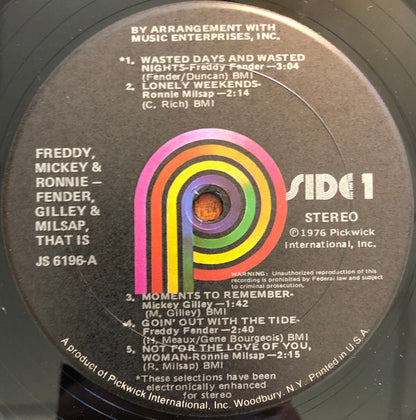 BY ARRANGEMENT WITH
MUSIC ENTERPRISES, INC.
*1. WASTED DAYS AND WASTED
NIGHTS-Freddy Fender-3:04
(Fender/Duncan) BMI
2. LONELY WEEKENDS-
Ronnie Milsap-2:14
(C. Rich) BMI
FREDDY,
MICKEY &
RONNIE –
FENDER,
GILLEY &
MILSAP,
THAT IS
JS 6196-A
SIDE 1
STEREO
℗1976 Pickwick
International, Inc.
WARNING: Unauthorized reproduction of this
recording is prohibited by Federal law and subject
to criminal prosecution.
3. MOMENTS TO REMEMBER-
Mickey Gilley-1:42
(M. Gilley) BMI
4. GOIN' OUT WITH THE TIDE-
Freddy Fender-2:40
(H. Meaux/Gene Bourgeois) BMI
5. NOT FOR THE LOVE OF YOU,
WOMAN-Ronnie Milsap-2:15
(R. Milsap) BMI
*These selections have been
electronically enhanced
for stereo
A product of Pickwick International, Inc. Woodbury, N.Y. Printed in U.S.A.